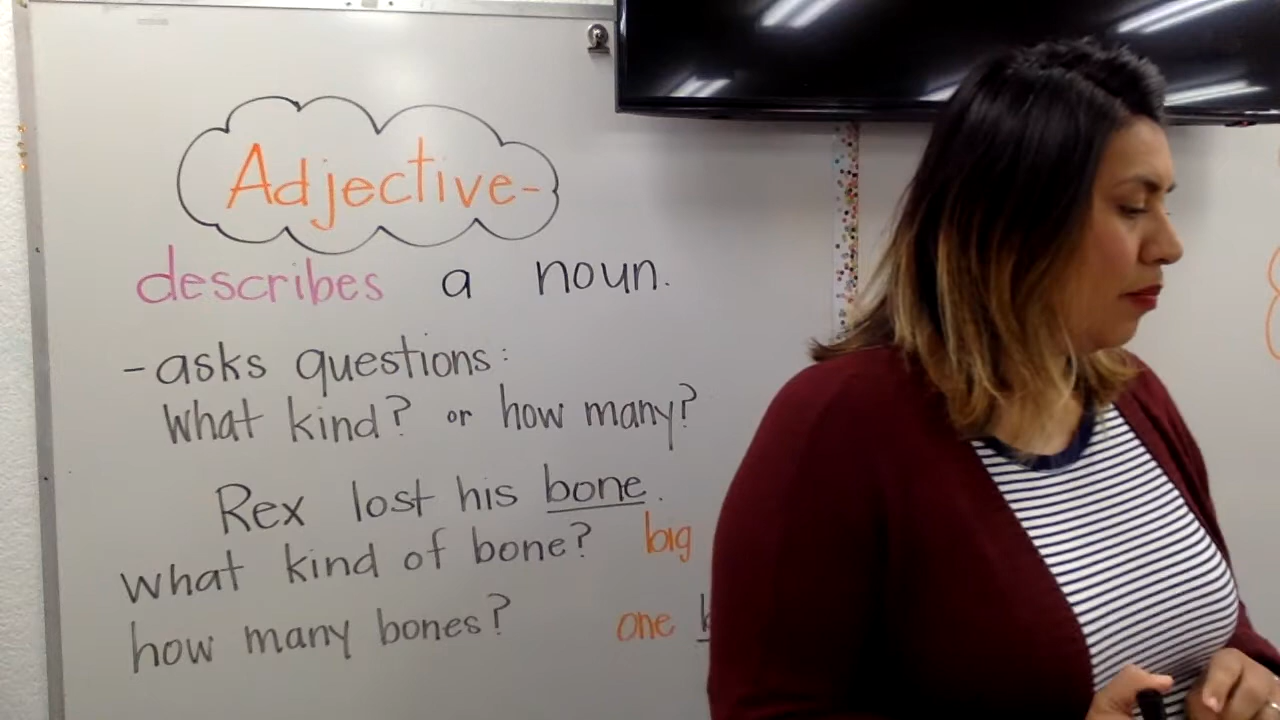 Adjective-
describes a noun.
-asks questions:
What kind? or how many?
Rex lost his bone.
what kind of bone? big
how many bones? one